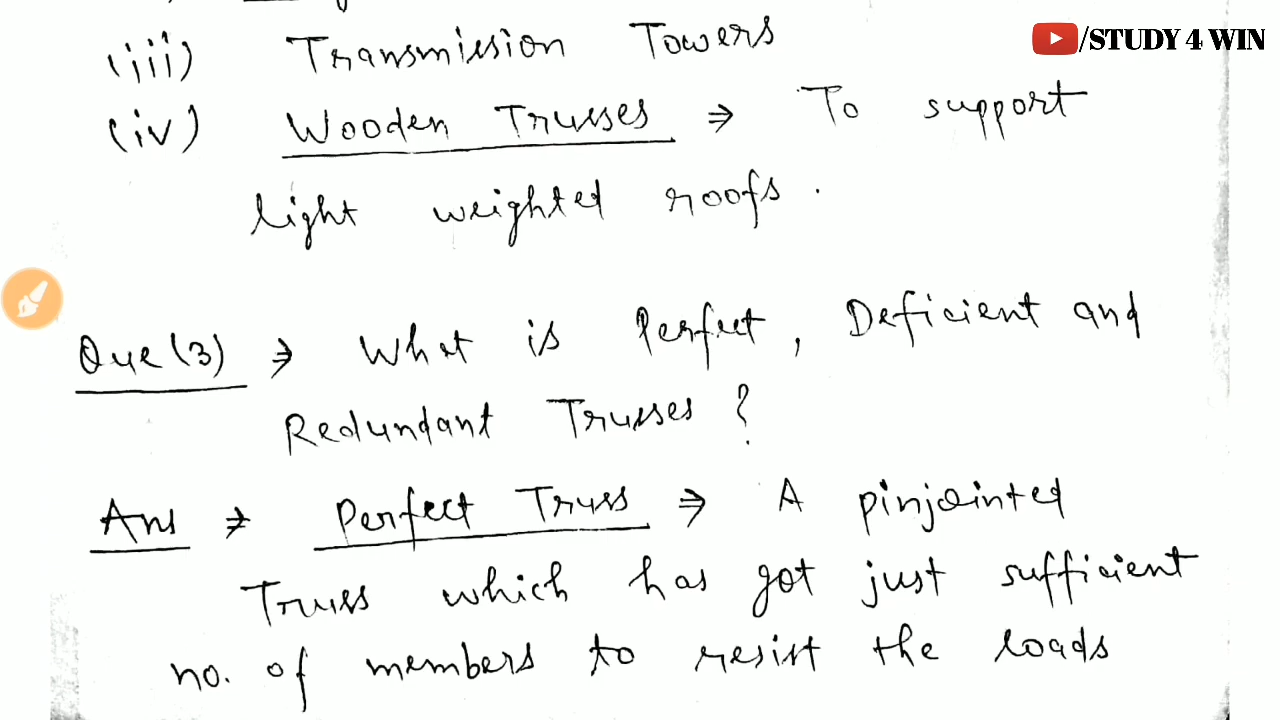 /STUDY 4 WIN
(iii) Transmission Towers
(iv) Wooden Trusses ⇒ To support
light weighted roofs.
Que(3) ⇒ What is Perfect, Deficient and
Redundant Trusses?
Ans ⇒ Perfect Truss ⇒ A pinjointed
Truss which has got just sufficient
no. of members to resist the loads